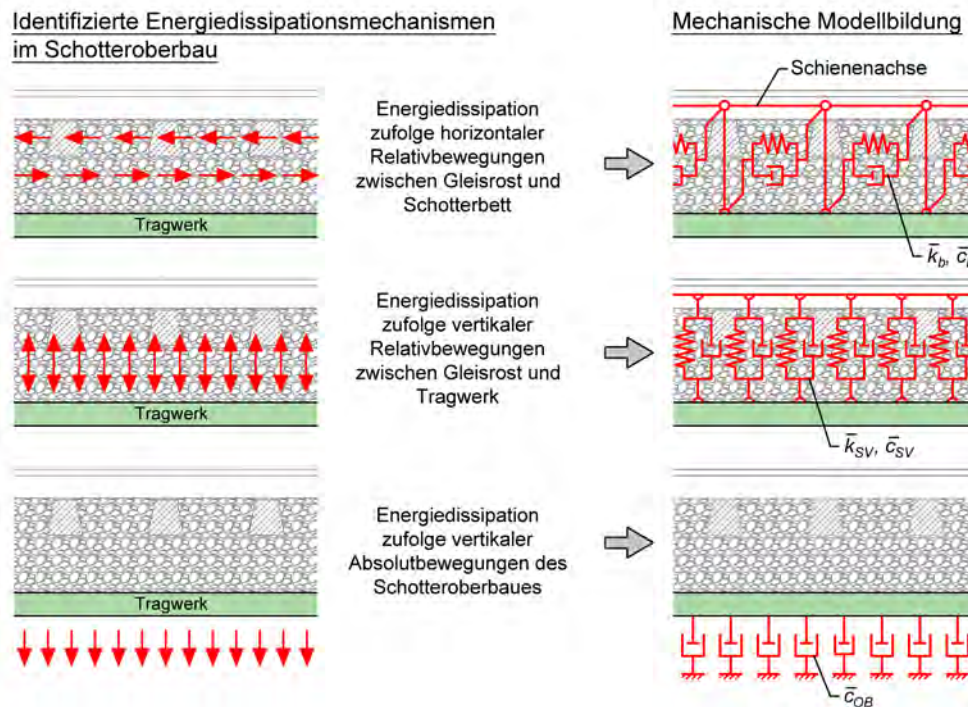 Identifizierte Energiedissipationsmechanismen
im Schotteroberbau
Mechanische Modellbildung
Energiedissipation
zufolge horizontaler
Relativbewegungen
zwischen Gleisrost und
Schotterbett
Tragwerk
Schienenachse
k̅b, c̅
Energiedissipation
zufolge vertikaler
Relativbewegungen
zwischen Gleisrost und
Tragwerk
Tragwerk
k̅SV, c̅SV
Energiedissipation
zufolge vertikaler
Absolutbewegungen des
Schotteroberbaues
Tragwerk
c̅OB